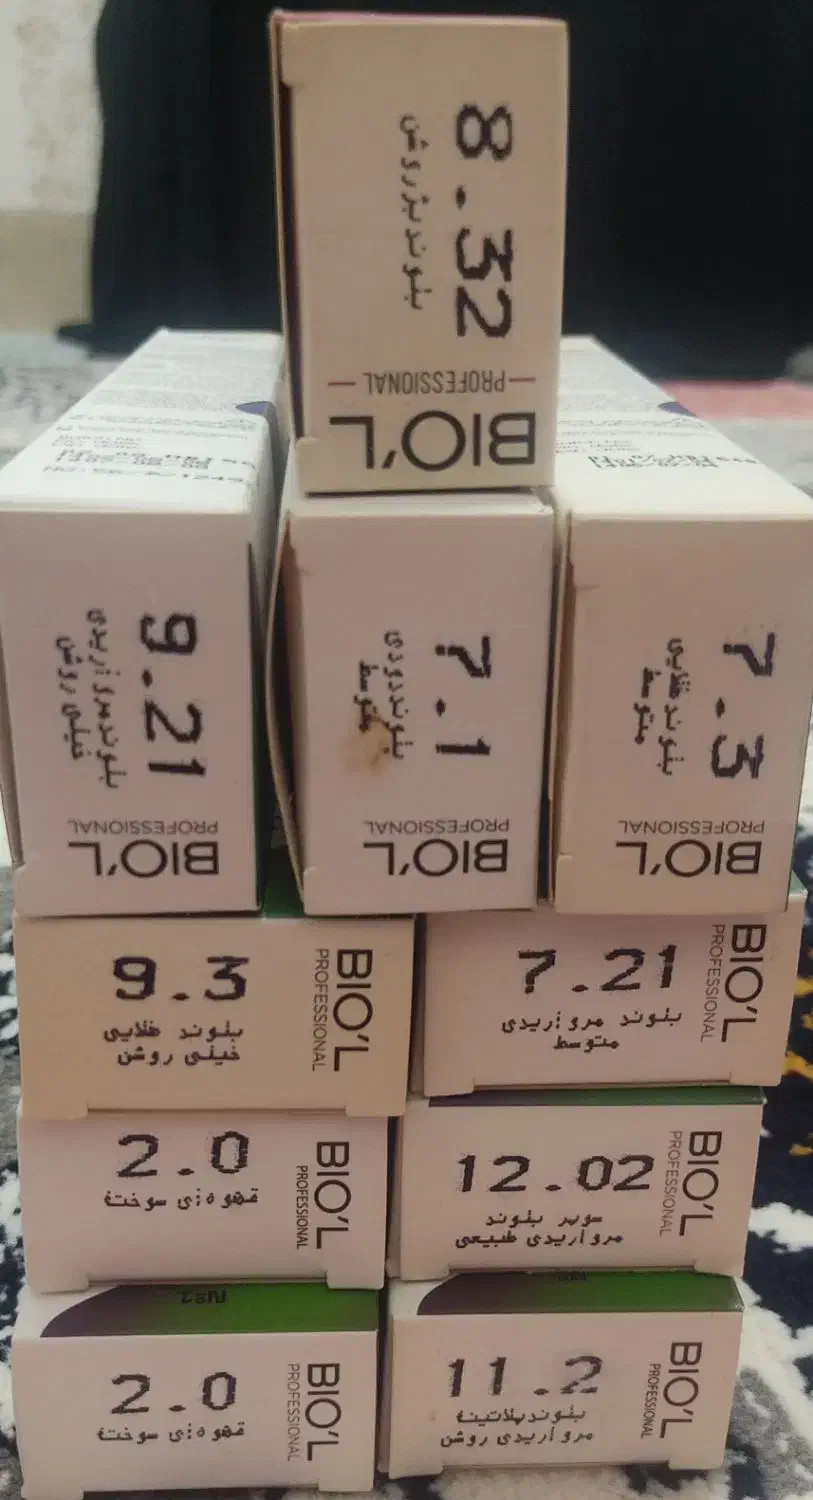 8.32
بلوند بژ روشن
PROFESSIONAL
BIO'L
9.21
بلوند مرواریدی
خیلی روشن
PROFESSIONAL
BIO'L
7.1
بلوند دودی
متوسط
PROFESSIONAL
BIO'L
7.3
بلوند طلایی
متوسط
PROFESSIONAL
BIO'L
9.3
بلوند طلایی
خیلی روشن
BIO'L
PROFESSIONAL
7.21
بلوند مرواریدی
متوسط
BIO'L
PROFESSIONAL
2.0
قهوه‌ای سوخته
BIO'L
PROFESSIONAL
12.02
سوپر بلوند
مرواریدی طبیعی
BIO'L
PROFESSIONAL
2.0
قهوه‌ای سوخته
BIO'L
PROFESSIONAL
11.2
بلوند پلاتینه
مرواریدی روشن
BIO'L
PROFESSIONAL